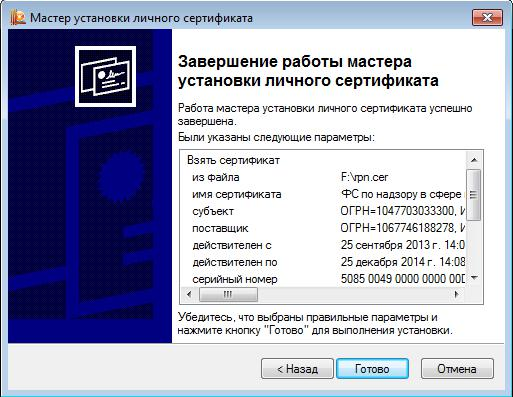 Мастер установки личного сертификата
Завершение работы мастера
установки личного сертификата
Работа мастера установки личного сертификата успешно
завершена.
Были указаны следующие параметры:
Взять сертификат
из файла F:\rpn.cer
имя сертификата ФС по надзору в сфере
субъект ОГРН=1047703033300, И
поставщик ОГРН=1067746188278, И
действителен с 25 сентября 2013 г. 14:0
действителен по 25 декабря 2014 г. 14:08
серийный номер 5085 0049 0000 0000 00D
Убедитесь, что выбраны правильные параметры и
нажмите кнопку "Готово" для выполнения установки.
< Назад Готово Отмена